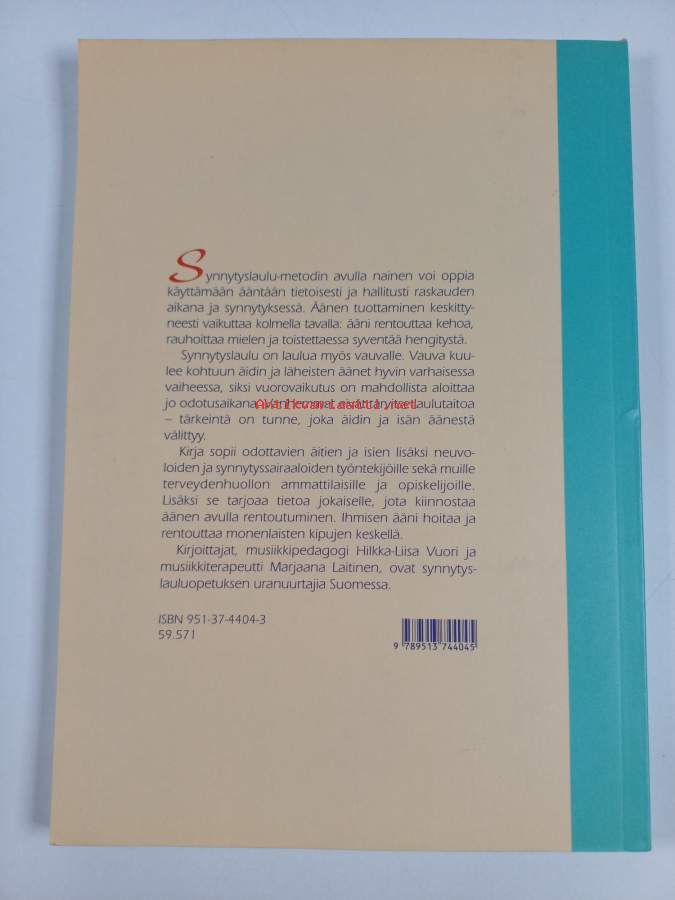 Synnytyslaulu-metodin avulla nainen voi oppia
käyttämään ääntään tietoisesti ja hallitusti raskauden
aikana ja synnytyksessä. Äänen tuottaminen keskitty-
neesti vaikuttaa kolmella tavalla: ääni rentouttaa kehoa,
rauhoittaa mielen ja toistettaessa syventää hengitystä.
Synnytyslaulu on laulua myös vauvalle. Vauva kuu-
lee kohtuun äidin ja läheisten äänet hyvin varhaisessa
vaiheessa, siksi vuorovaikutus on mahdollista aloittaa
jo odotusaikana. Vanhemmat eivät tarvitse laulutaitoa
Antikvariaatti.net
– tärkeintä on tunne, joka äidin ja isän äänestä
välittyy.
Kirja sopii odottavien äitien ja isien lisäksi neuvo-
loiden ja synnytyssairaaloiden työntekijöille sekä muille
terveydenhuollon ammattilaisille ja opiskelijoille.
Lisäksi se tarjoaa tietoa jokaiselle, jota kiinnostaa
äänen avulla rentoutuminen. Ihmisen ääni hoitaa ja
rentouttaa monenlaisten kipujen keskellä.
Kirjoittajat, musiikkipedagogi Hilkka-Liisa Vuori ja
musiikkiterapeutti Marjaana Laitinen, ovat synnytys-
lauluopetuksen uranuurtajia Suomessa.
ISBN 951-37-4404-3
59.571
9 789513 744045